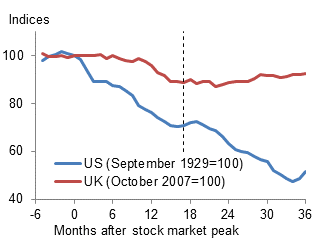 Indices
100
80
60
US (September 1929=100)
UK (October 2007=100)
40
-6 0 6 12 18 24 30 36
Months after stock market peak